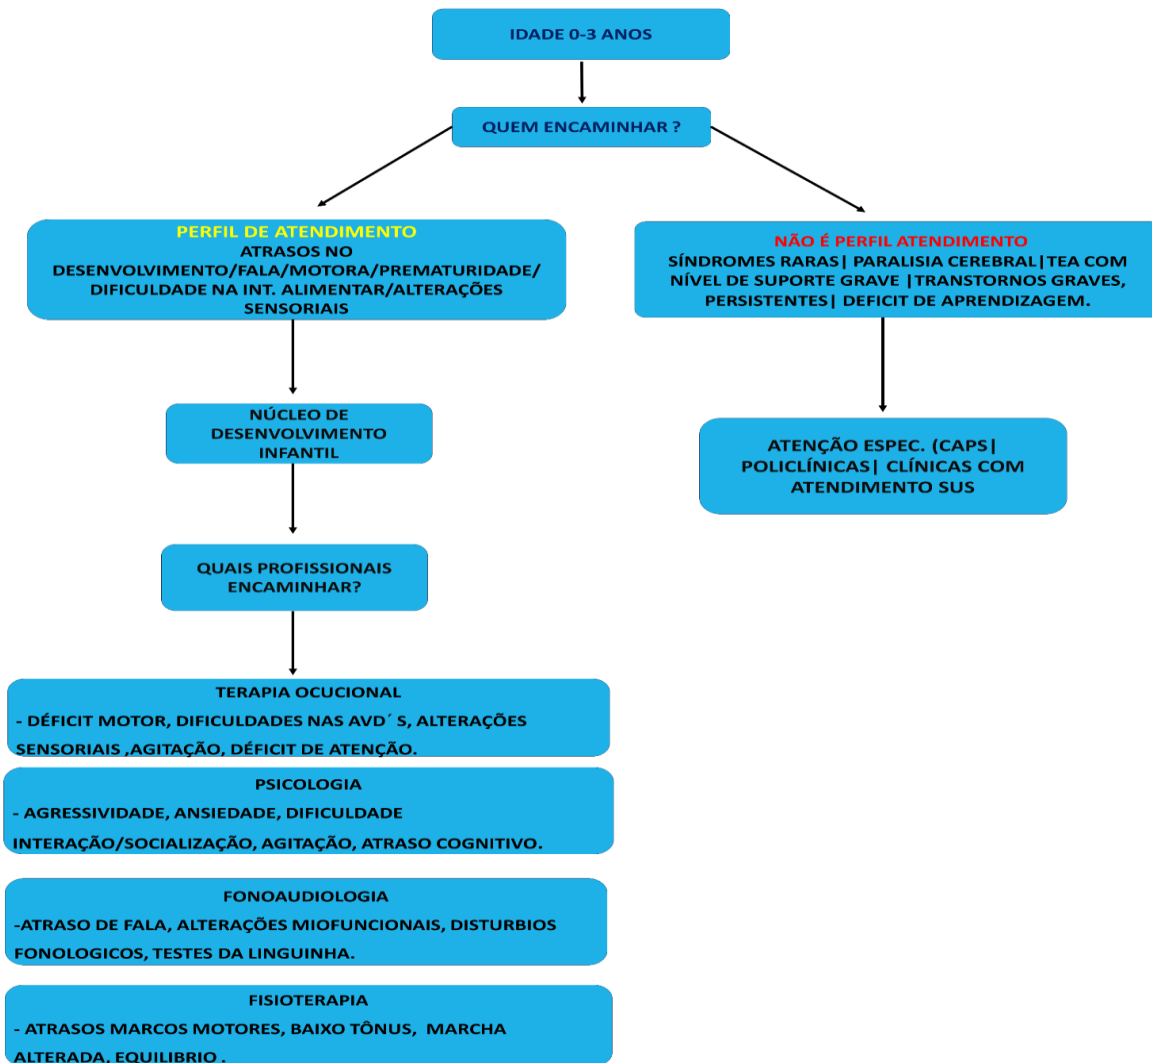 IDADE 0-3 ANOS
QUEM ENCAMINHAR ?
PERFIL DE ATENDIMENTO
ATRASOS NO
DESENVOLVIMENTO/FALA/MOTORA/PREMATURIDADE/
DIFICULDADE NA INT. ALIMENTAR/ALTERAÇÕES
SENSORIAIS
NÃO É PERFIL ATENDIMENTO
SÍNDROMES RARAS| PARALISIA CEREBRAL|TEA COM
NÍVEL DE SUPORTE GRAVE |TRANSTORNOS GRAVES,
PERSISTENTES| DEFICIT DE APRENDIZAGEM.
NÚCLEO DE
DESENVOLVIMENTO
INFANTIL
ATENÇÃO ESPEC. (CAPS|
POLICLÍNICAS| CLÍNICAS COM
ATENDIMENTO SUS
QUAIS PROFISSIONAIS
ENCAMINHAR?
TERAPIA OCUCIONAL
- DÉFICIT MOTOR, DIFICULDADES NAS AVD´ S, ALTERAÇÕES
SENSORIAIS ,AGITAÇÃO, DÉFICIT DE ATENÇÃO.
PSICOLOGIA
- AGRESSIVIDADE, ANSIEDADE, DIFICULDADE
INTERAÇÃO/SOCIALIZAÇÃO, AGITAÇÃO, ATRASO COGNITIVO.
FONOAUDIOLOGIA
-ATRASO DE FALA, ALTERAÇÕES MIOFUNCIONAIS, DISTURBIOS
FONOLOGICOS, TESTES DA LINGUINHA.
FISIOTERAPIA
- ATRASOS MARCOS MOTORES, BAIXO TÔNUS,  MARCHA
ALTERADA, EQUILIBRIO .